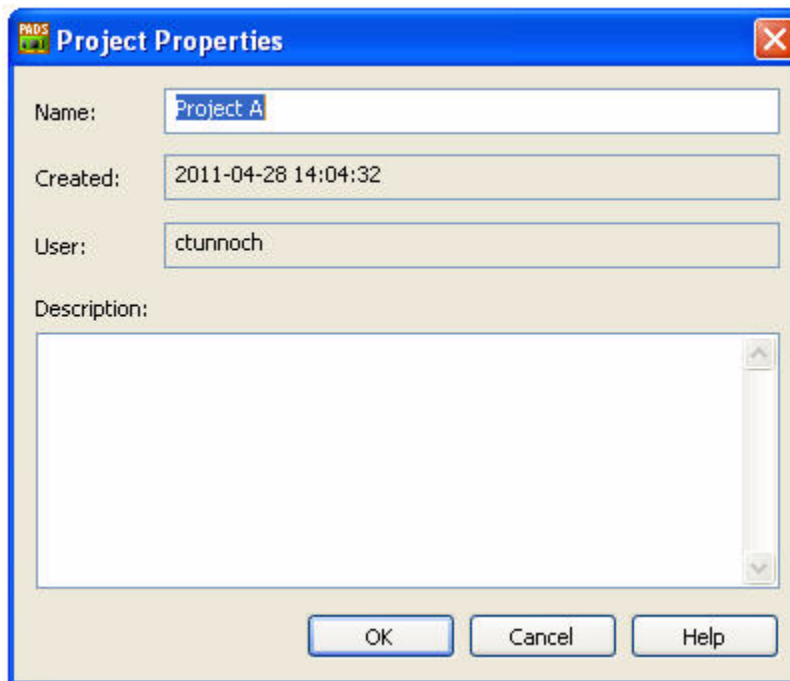 PADS
Project Properties
Name: Project A
Created: 2011-04-28 14:04:32
User: ctunnoch
Description:
OK Cancel Help